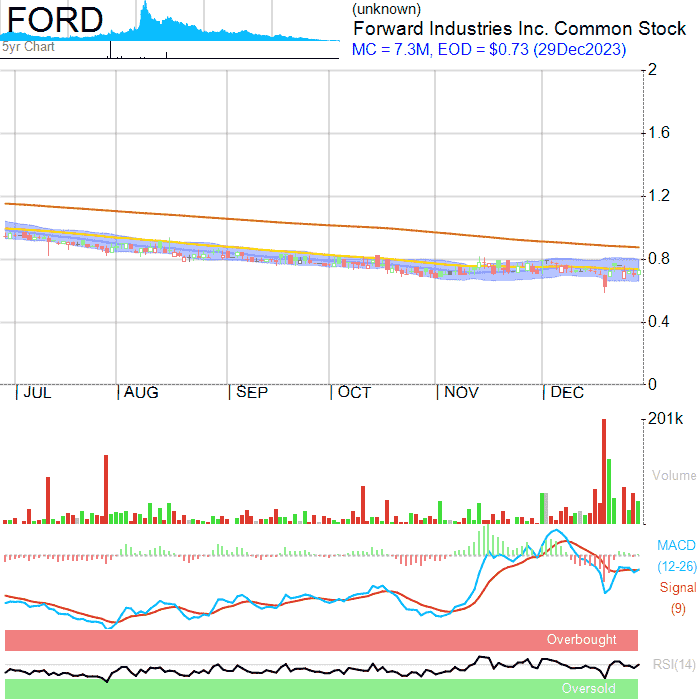 FORD
5yr Chart
(unknown)
Forward Industries Inc. Common Stock
MC = 7.3M, EOD = $0.73 (29Dec2023)
2
1.6
1.2
0.8
0.4
0
JUL AUG SEP OCT NOV DEC
201k
Volume
MACD
(12-26)
Signal
(9)
Overbought
RSI(14)
Oversold